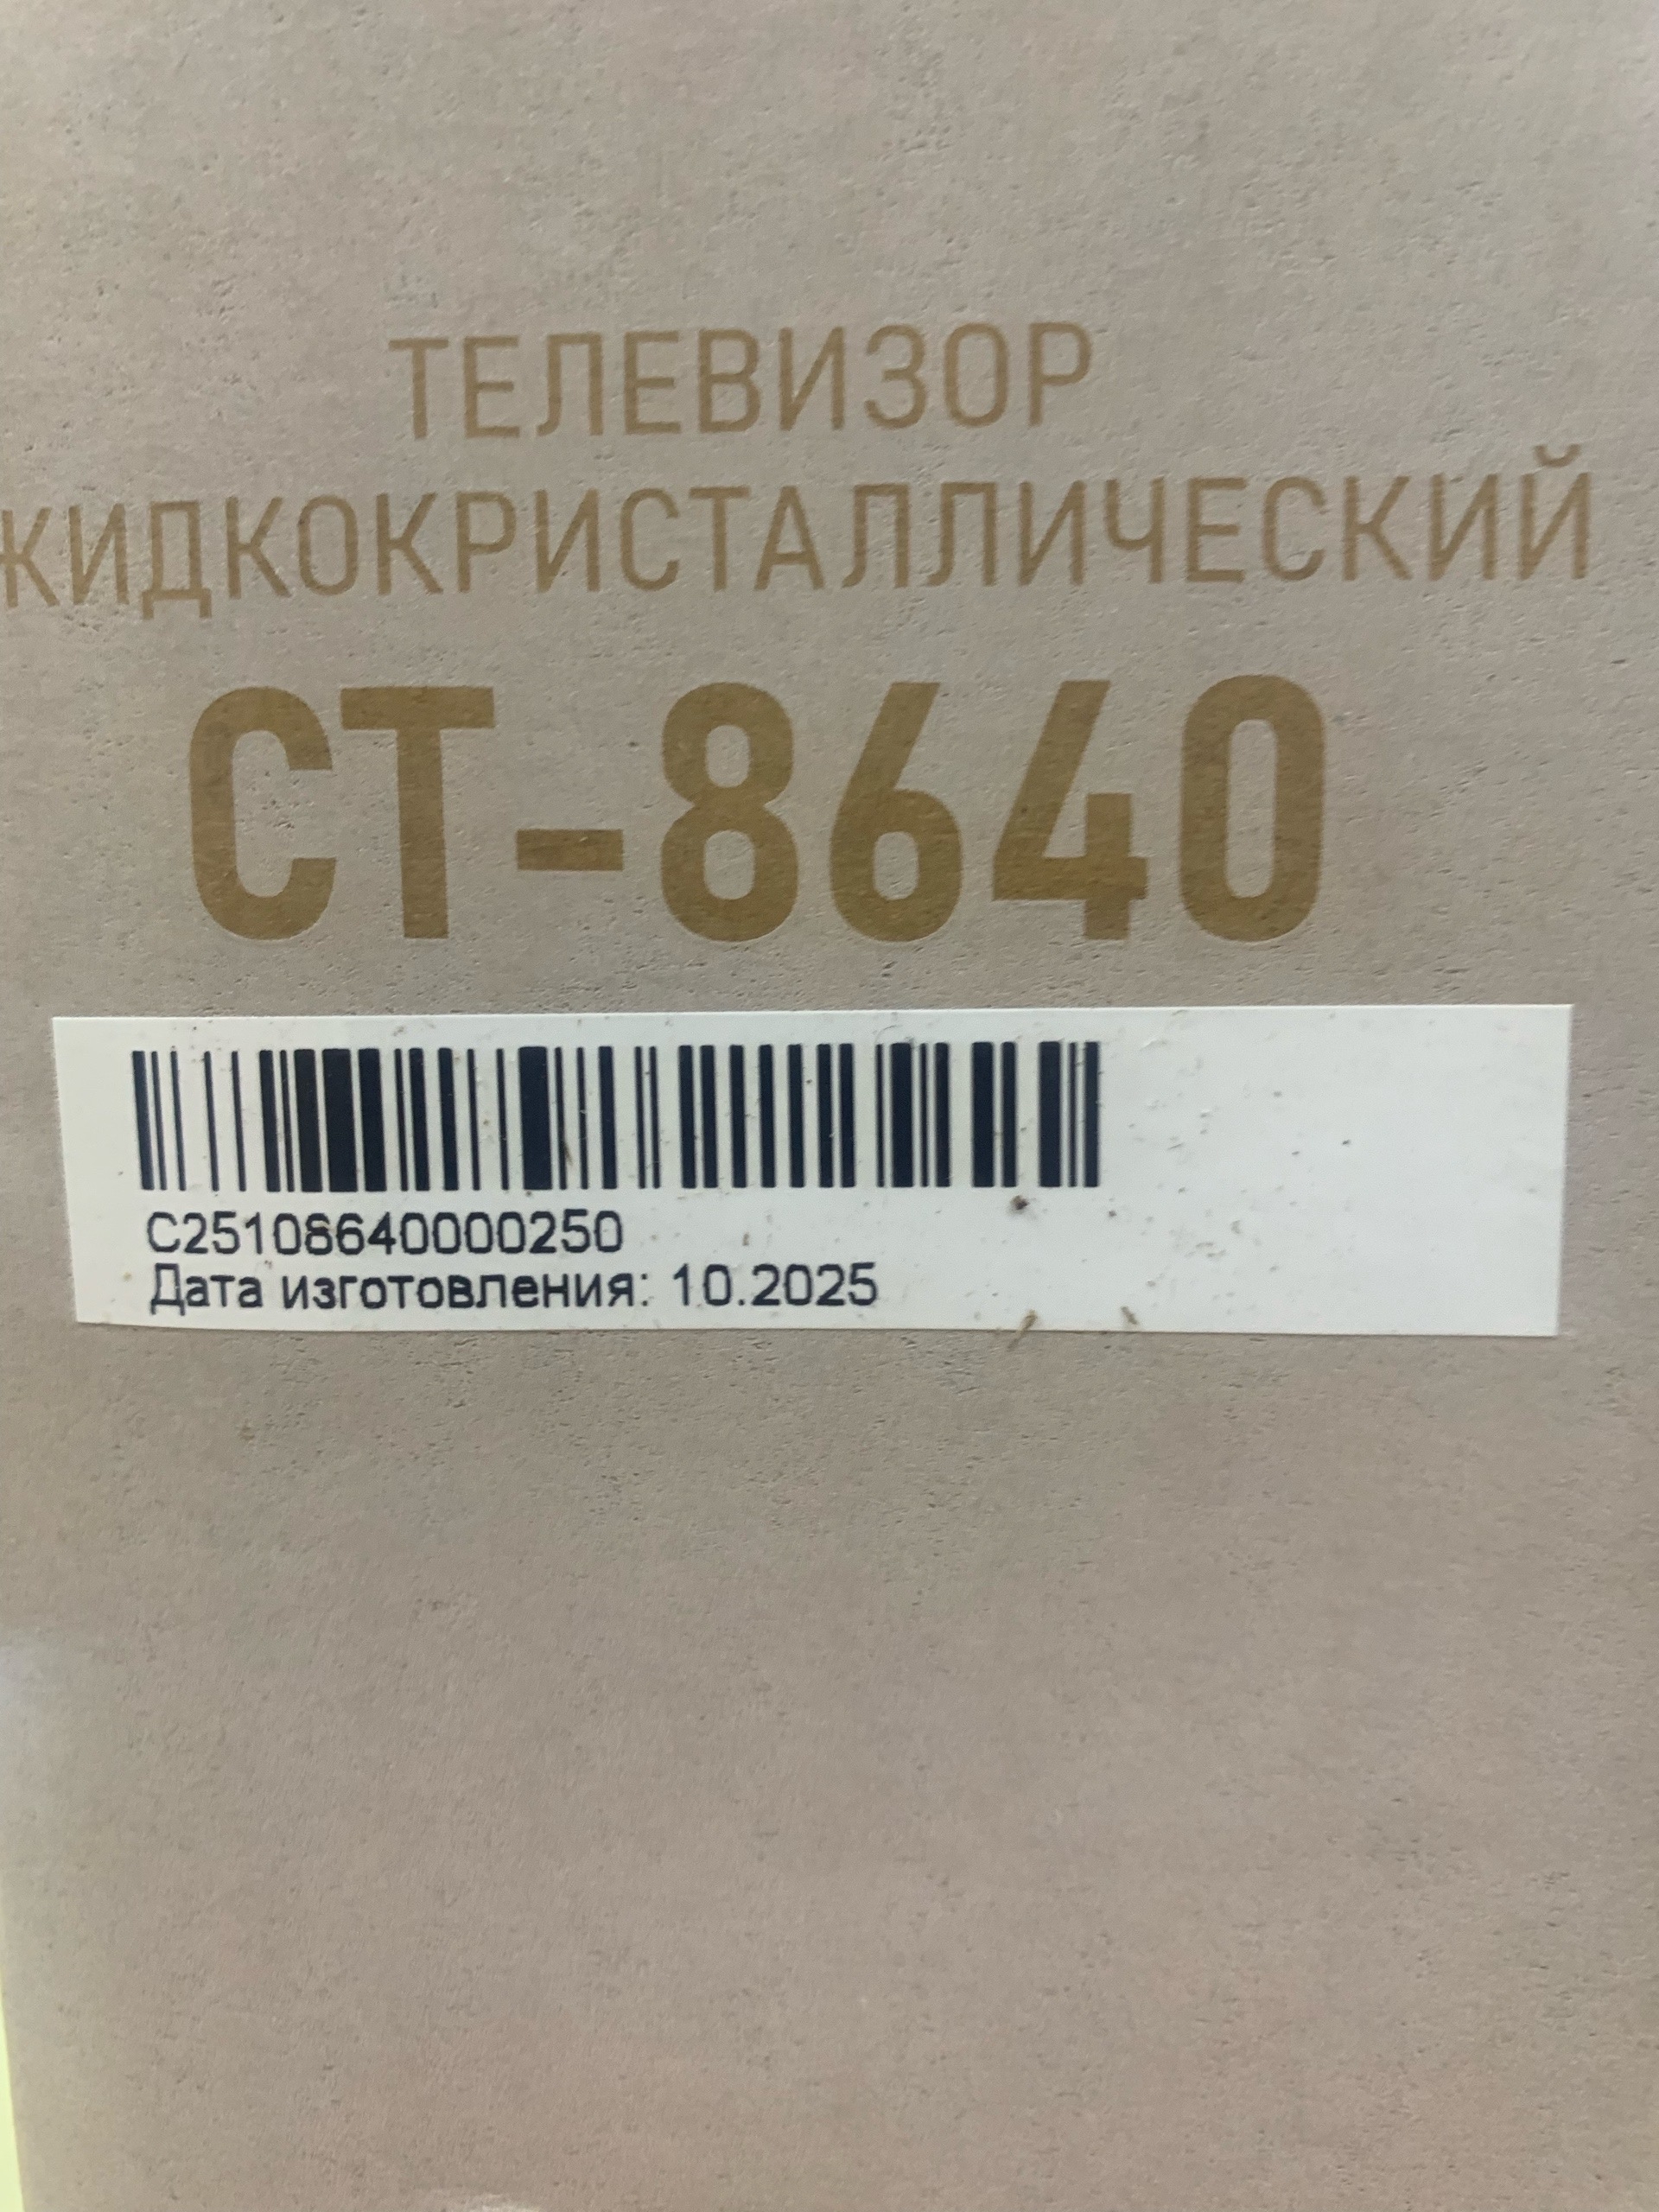 ТЕЛЕВИЗОР
ЖИДКОКРИСТАЛЛИЧЕСКИЙ
CT-8640
C25108640000250
Дата изготовления: 10.2025